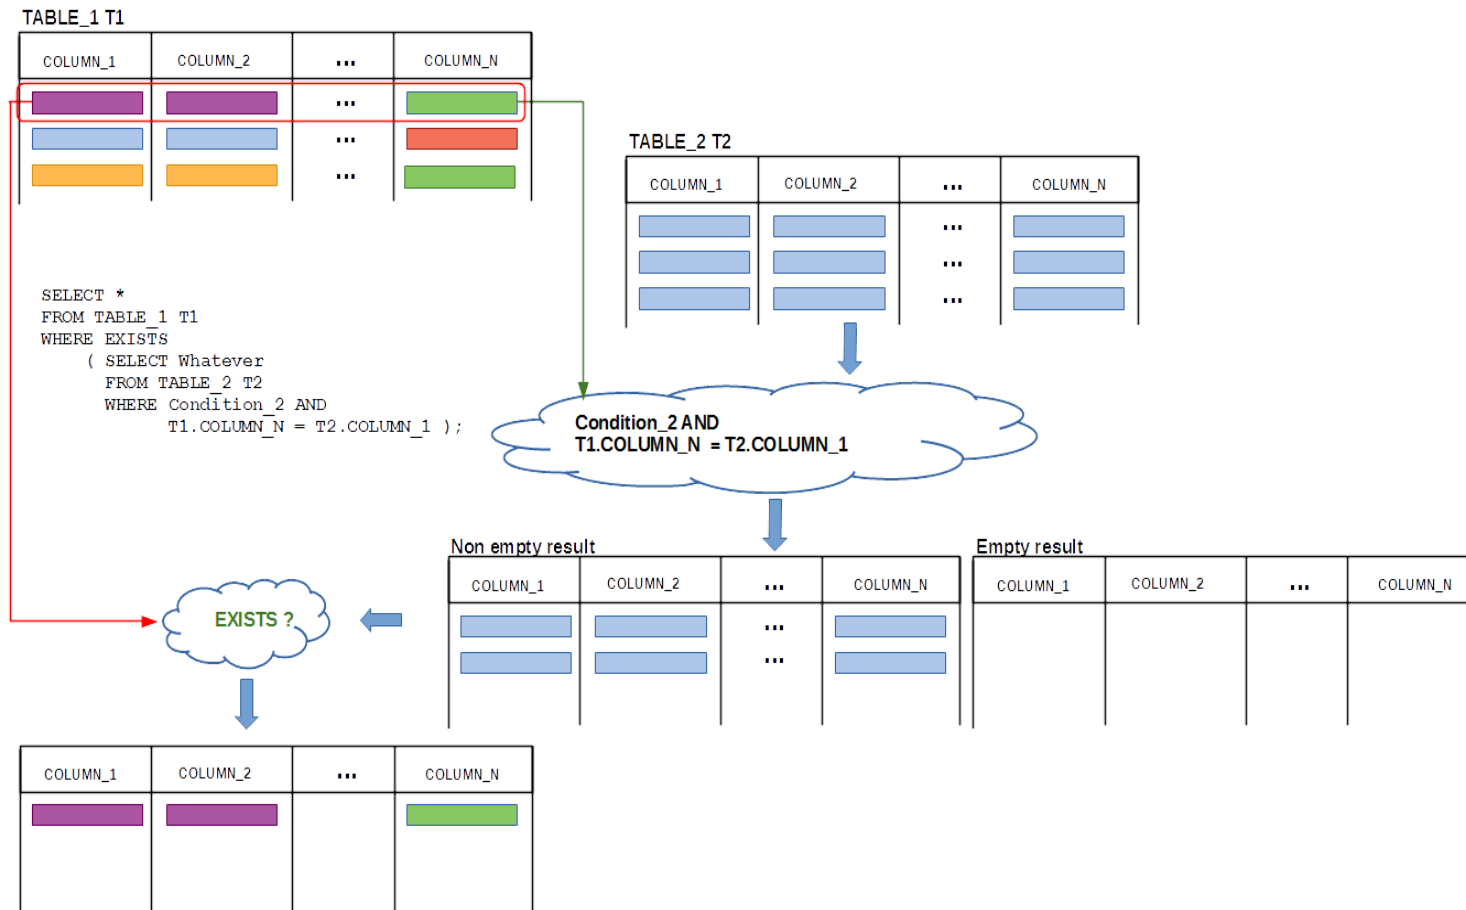 TABLE_1 T1
COLUMN_1 COLUMN_2 ... COLUMN_N
...
...
...
TABLE_2 T2
COLUMN_1 COLUMN_2 ... COLUMN_N
...
...
...
SELECT *
FROM TABLE_1 T1
WHERE EXISTS
( SELECT Whatever
FROM TABLE_2 T2
WHERE Condition_2 AND
T1.COLUMN_N = T2.COLUMN_1 );
Condition_2 AND
T1.COLUMN_N = T2.COLUMN_1
Non empty result
COLUMN_1 COLUMN_2 ... COLUMN_N
...
...
Empty result
COLUMN_1 COLUMN_2 ... COLUMN_N
EXISTS ?
COLUMN_1 COLUMN_2 ... COLUMN_N